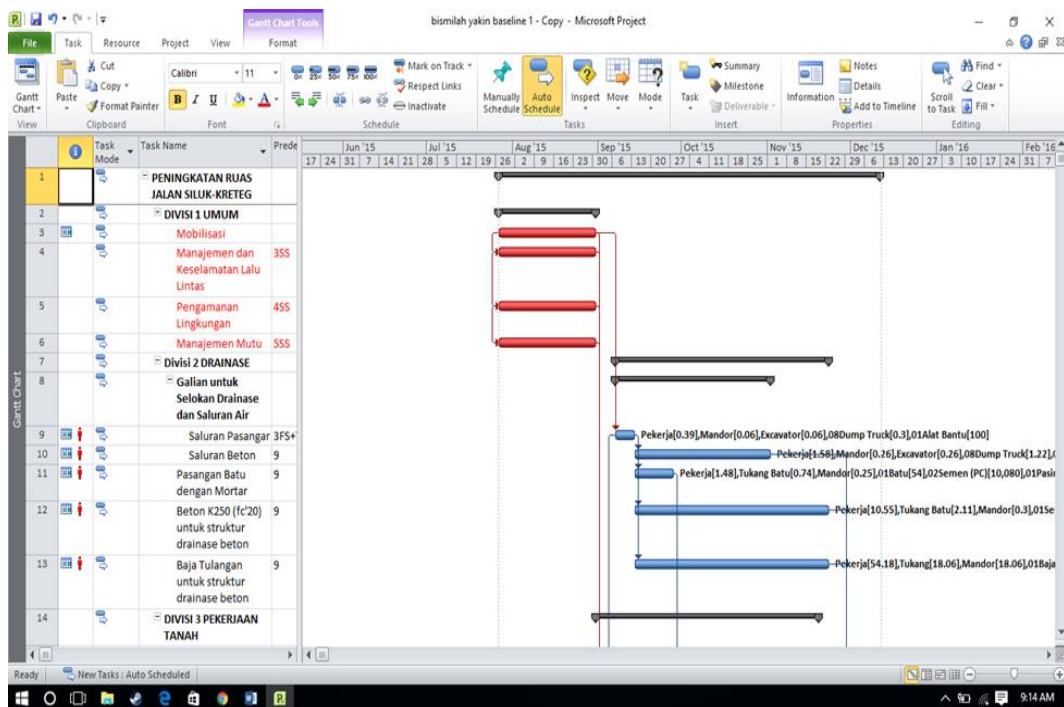 Gantt Chart Tools
bismilah yakin baseline 1 - Copy - Microsoft Project
File Task Resource Project View Format
Gantt Chart
Paste
Cut
Copy
Format Painter
Calibri 11
B I U A
0% 25% 50% 75% 100%
Mark on Track
Respect Links
Inactivate
Manually Schedule
Auto Schedule
Inspect
Move
Mode
Task
Summary
Milestone
Deliverable
Information
Notes
Details
Add to Timeline
Scroll to Task
Find
Clear
Fill
View Clipboard Font Schedule Tasks Insert Properties Editing
Task Mode Task Name Prede
Jun '15 Jul '15 Aug '15 Sep '15 Oct '15 Nov '15 Dec '15 Jan '16 Feb '16
17 24 31 7 14 21 28 5 12 19 26 2 9 16 23 30 6 13 20 27 4 11 18 25 1 8 15 22 29 6 13 20 27 3 10 17 24 31 7
1 PENINGKATAN RUAS
JALAN SILUK-KRETEG
2 DIVISI 1 UMUM
3 Mobilisasi
4 Manajemen dan 3SS
Keselamatan Lalu
Lintas
5 Pengamanan 4SS
Lingkungan
6 Manajemen Mutu 5SS
7 Divisi 2 DRAINASE
8 Galian untuk
Selokan Drainase
dan Saluran Air
9 Saluran Pasangar 3FS+ Pekerja[0.39],Mandor[0.06],Excavator[0.06],08Dump Truck[0.3],01Alat Bantu[100]
10 Saluran Beton 9 Pekerja[1.58],Mandor[0.26],Excavator[0.26],08Dump Truck[1.22],
11 Pasangan Batu 9 Pekerja[1.48],Tukang Batu[0.74],Mandor[0.25],01Batu[54],02Semen (PC)[10,080],01Pasi
dengan Mortar
12 Beton K250 (fc'20) 9 Pekerja[10.55],Tukang Batu[2.11],Mandor[0.3],01Se
untuk struktur
drainase beton
13 Baja Tulangan 9 Pekerja[54.18],Tukang[18.06],Mandor[18.06],01Baja
untuk struktur
drainase beton
14 DIVISI 3 PEKERJAAN
TANAH
Gantt Chart
Ready New Tasks : Auto Scheduled
9:14 AM